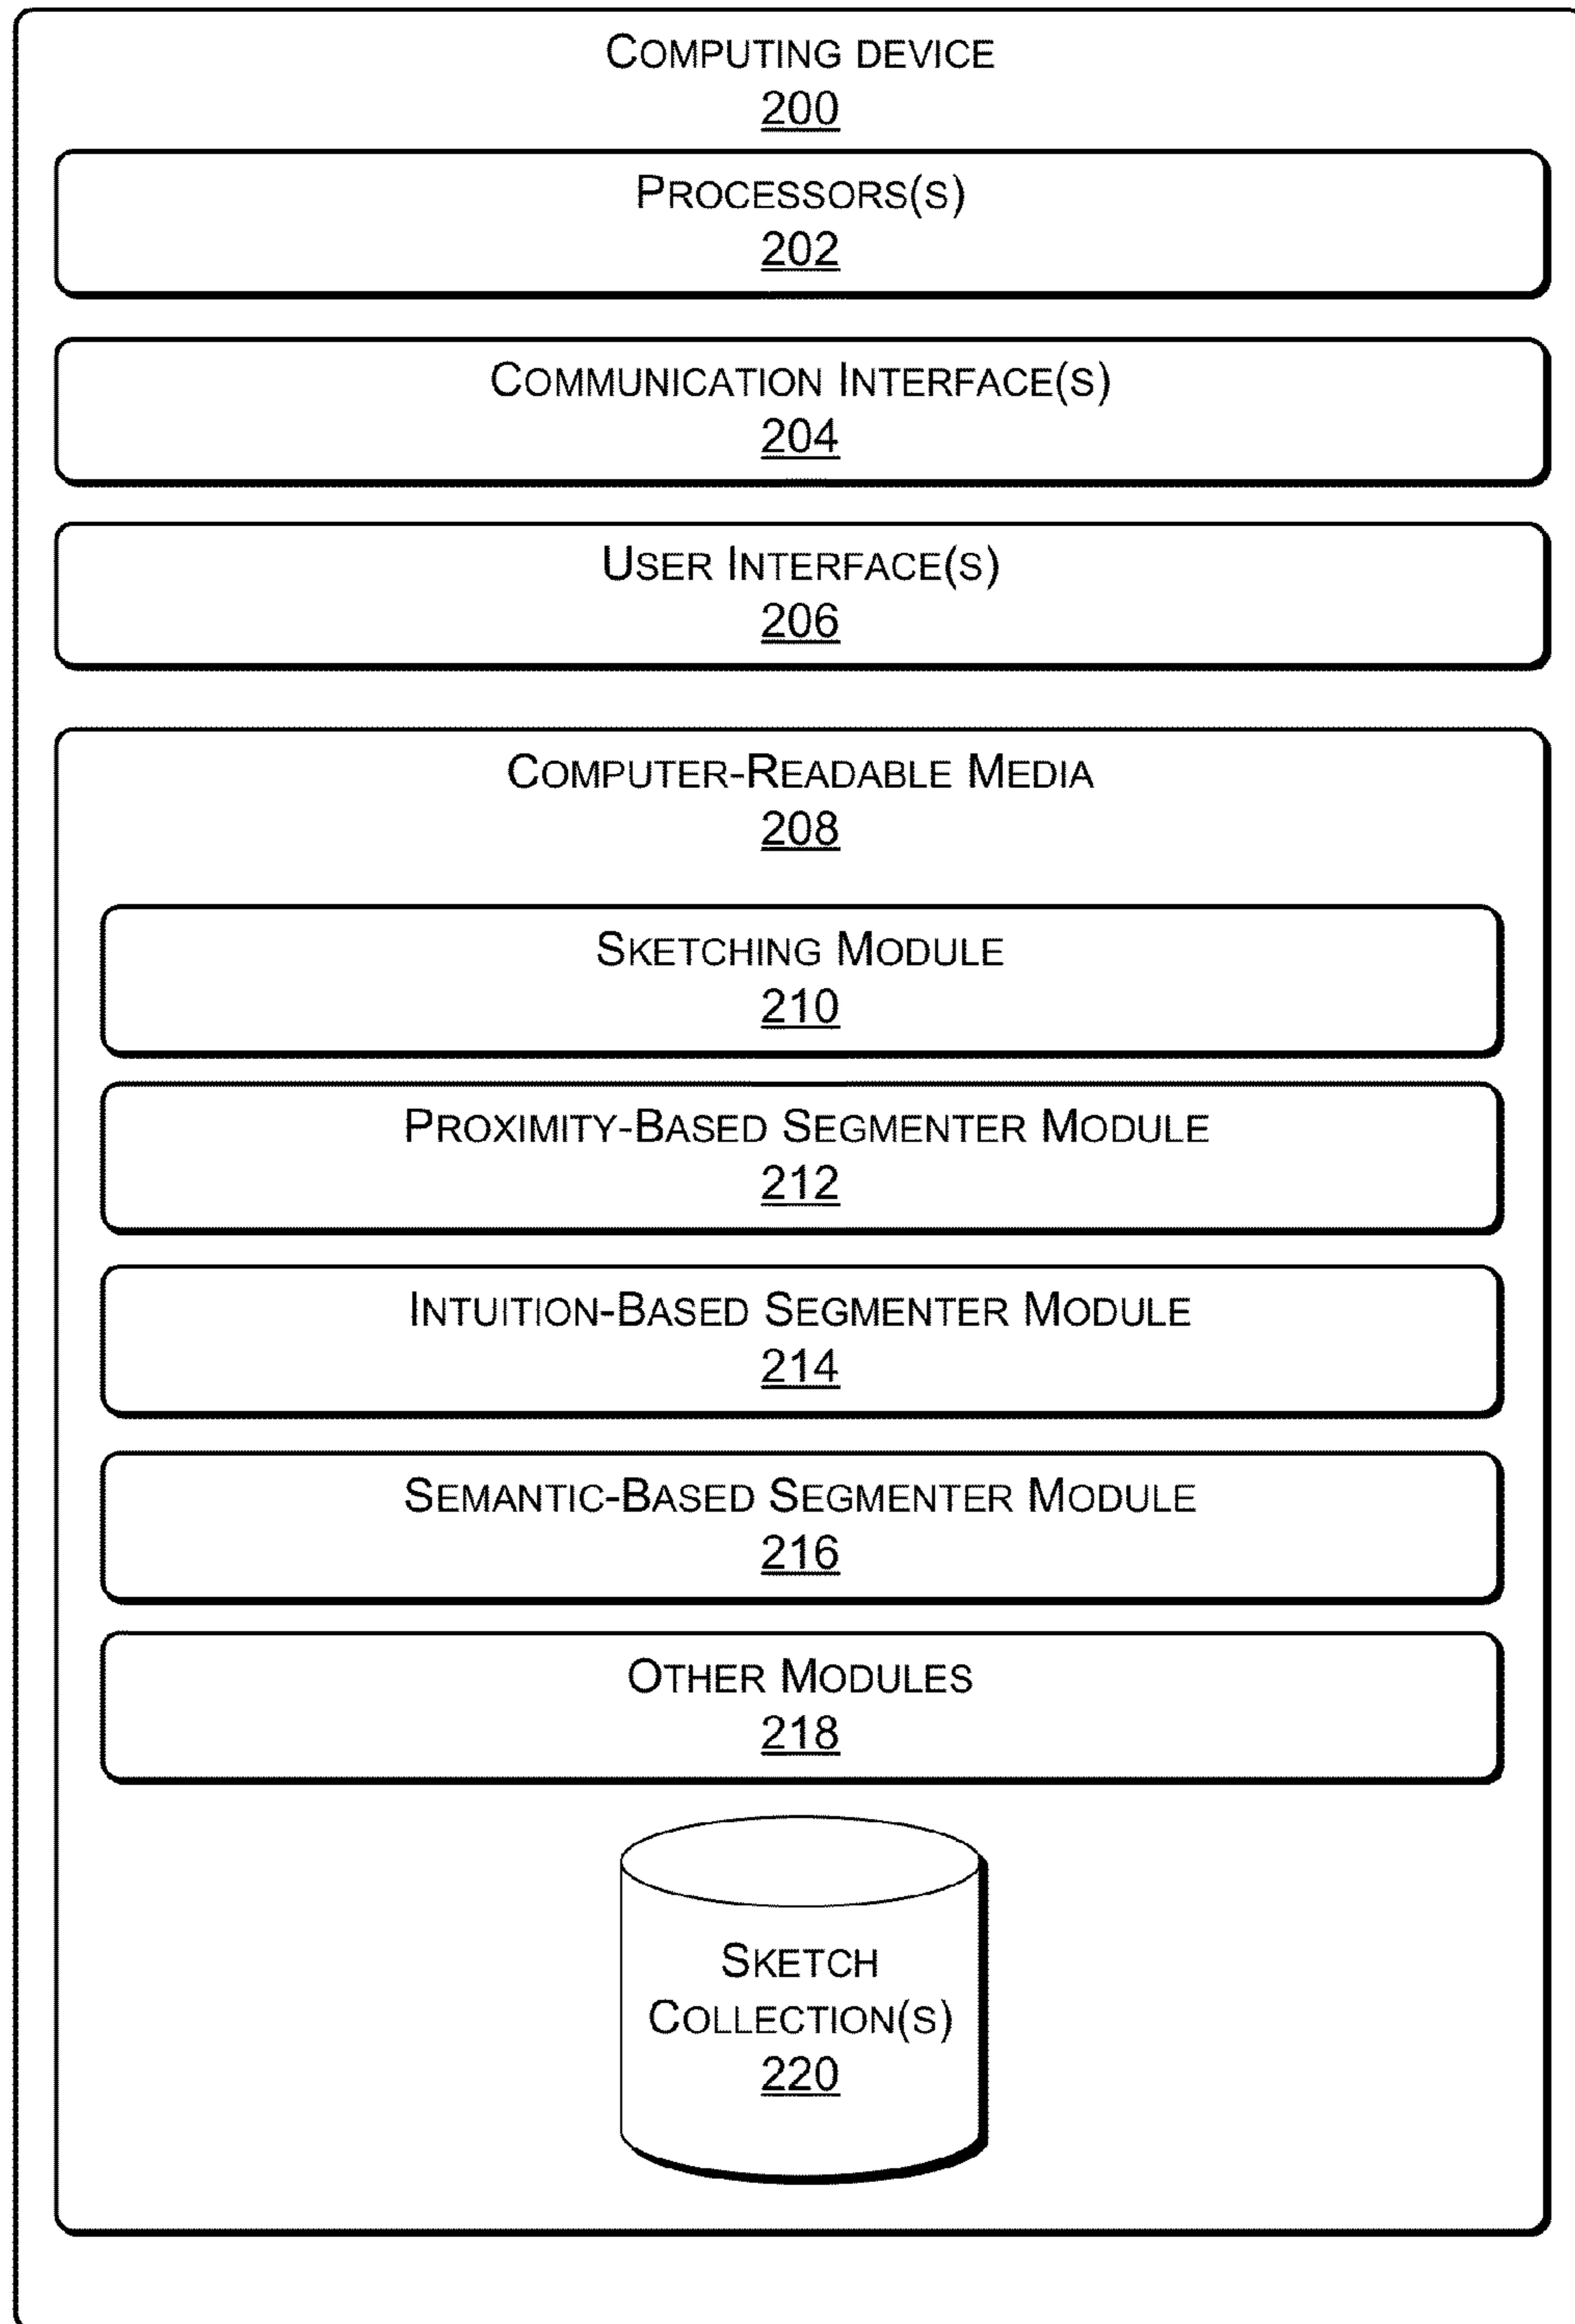 COMPUTING DEVICE
200
PROCESSORS(S)
202
COMMUNICATION INTERFACE(S)
204
USER INTERFACE(S)
206
COMPUTER-READABLE MEDIA
208
SKETCHING MODULE
210
PROXIMITY-BASED SEGMENTER MODULE
212
INTUITION-BASED SEGMENTER MODULE
214
SEMANTIC-BASED SEGMENTER MODULE
216
OTHER MODULES
218
SKETCH
COLLECTION(S)
220